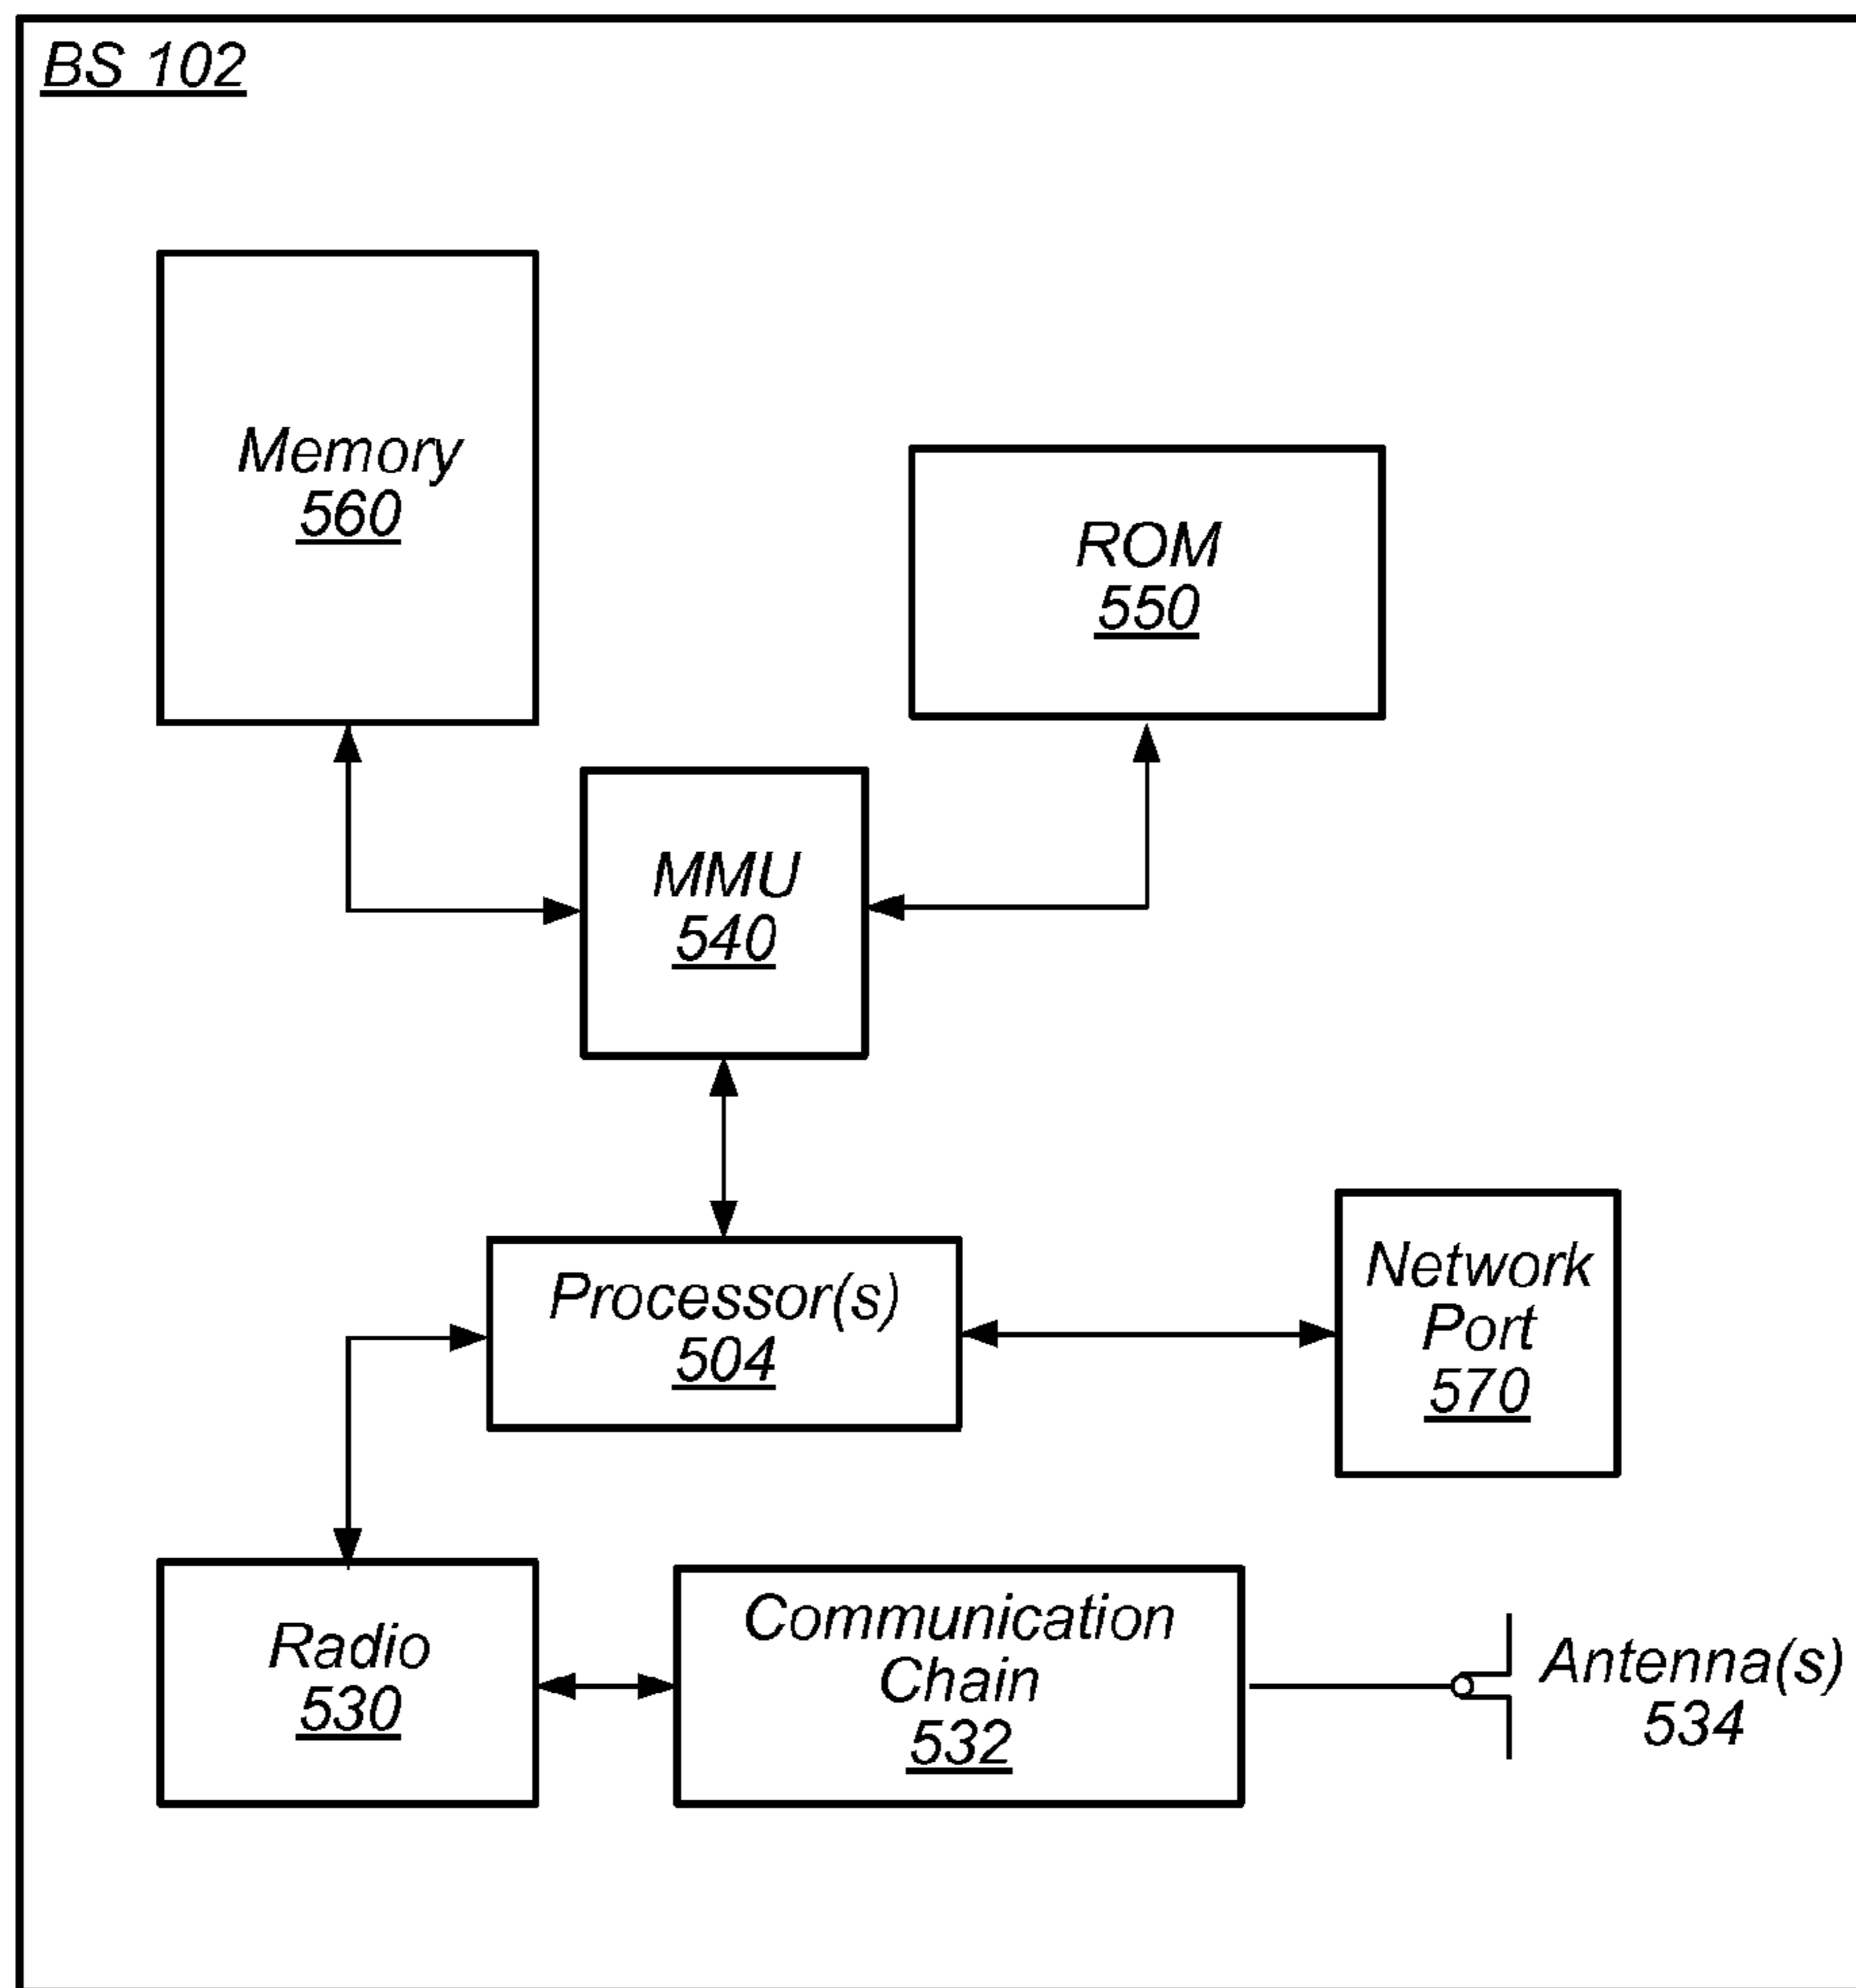 BS 102
Memory
560
ROM
550
MMU
540
Processor(s)
504
Network
Port
570
Radio
530
Communication
Chain
532
Antenna(s)
534